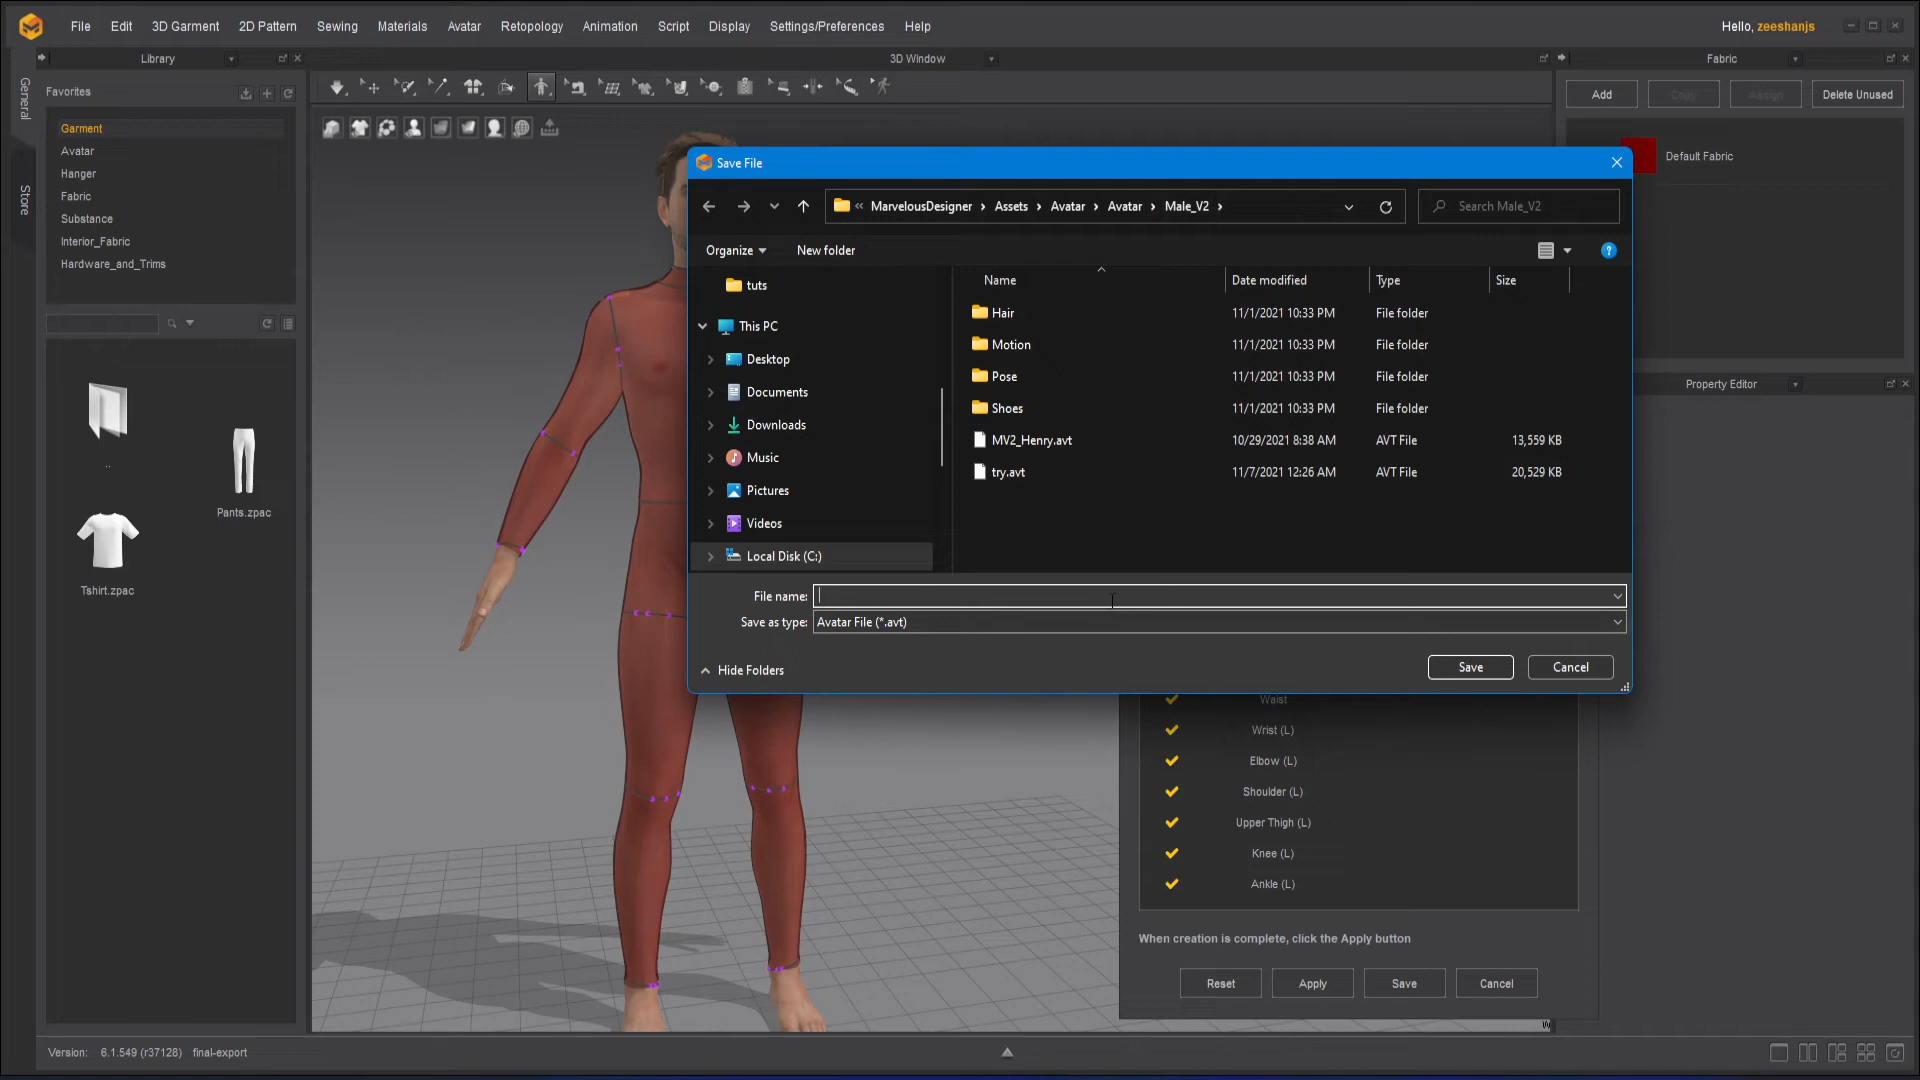 File Edit 3D Garment 2D Pattern Sewing Materials Avatar Retopology Animation Script Display Settings/Preferences Help
Hello, zeeshanjs
Library
3D Window
Fabric
General
Store
Favorites
Garment
Avatar
Hanger
Fabric
Substance
Interior_Fabric
Hardware_and_Trims
..
Pants.zpac
Tshirt.zpac
Add Copy Assign Delete Unused
Default Fabric
Property Editor
Save File
« MarvelousDesigner › Assets › Avatar › Avatar › Male_V2 ›
Search Male_V2
Organize New folder
tuts
This PC
Desktop
Documents
Downloads
Music
Pictures
Videos
Local Disk (C:)
Name Date modified Type Size
Hair 11/1/2021 10:33 PM File folder
Motion 11/1/2021 10:33 PM File folder
Pose 11/1/2021 10:33 PM File folder
Shoes 11/1/2021 10:33 PM File folder
MV2_Henry.avt 10/29/2021 8:38 AM AVT File 13,559 KB
try.avt 11/7/2021 12:26 AM AVT File 20,529 KB
File name:
Save as type: Avatar File (*.avt)
Hide Folders
Save Cancel
Waist
Wrist (L)
Elbow (L)
Shoulder (L)
Upper Thigh (L)
Knee (L)
Ankle (L)
When creation is complete, click the Apply button
Reset Apply Save Cancel
Version: 6.1.549 (r37128) final-export